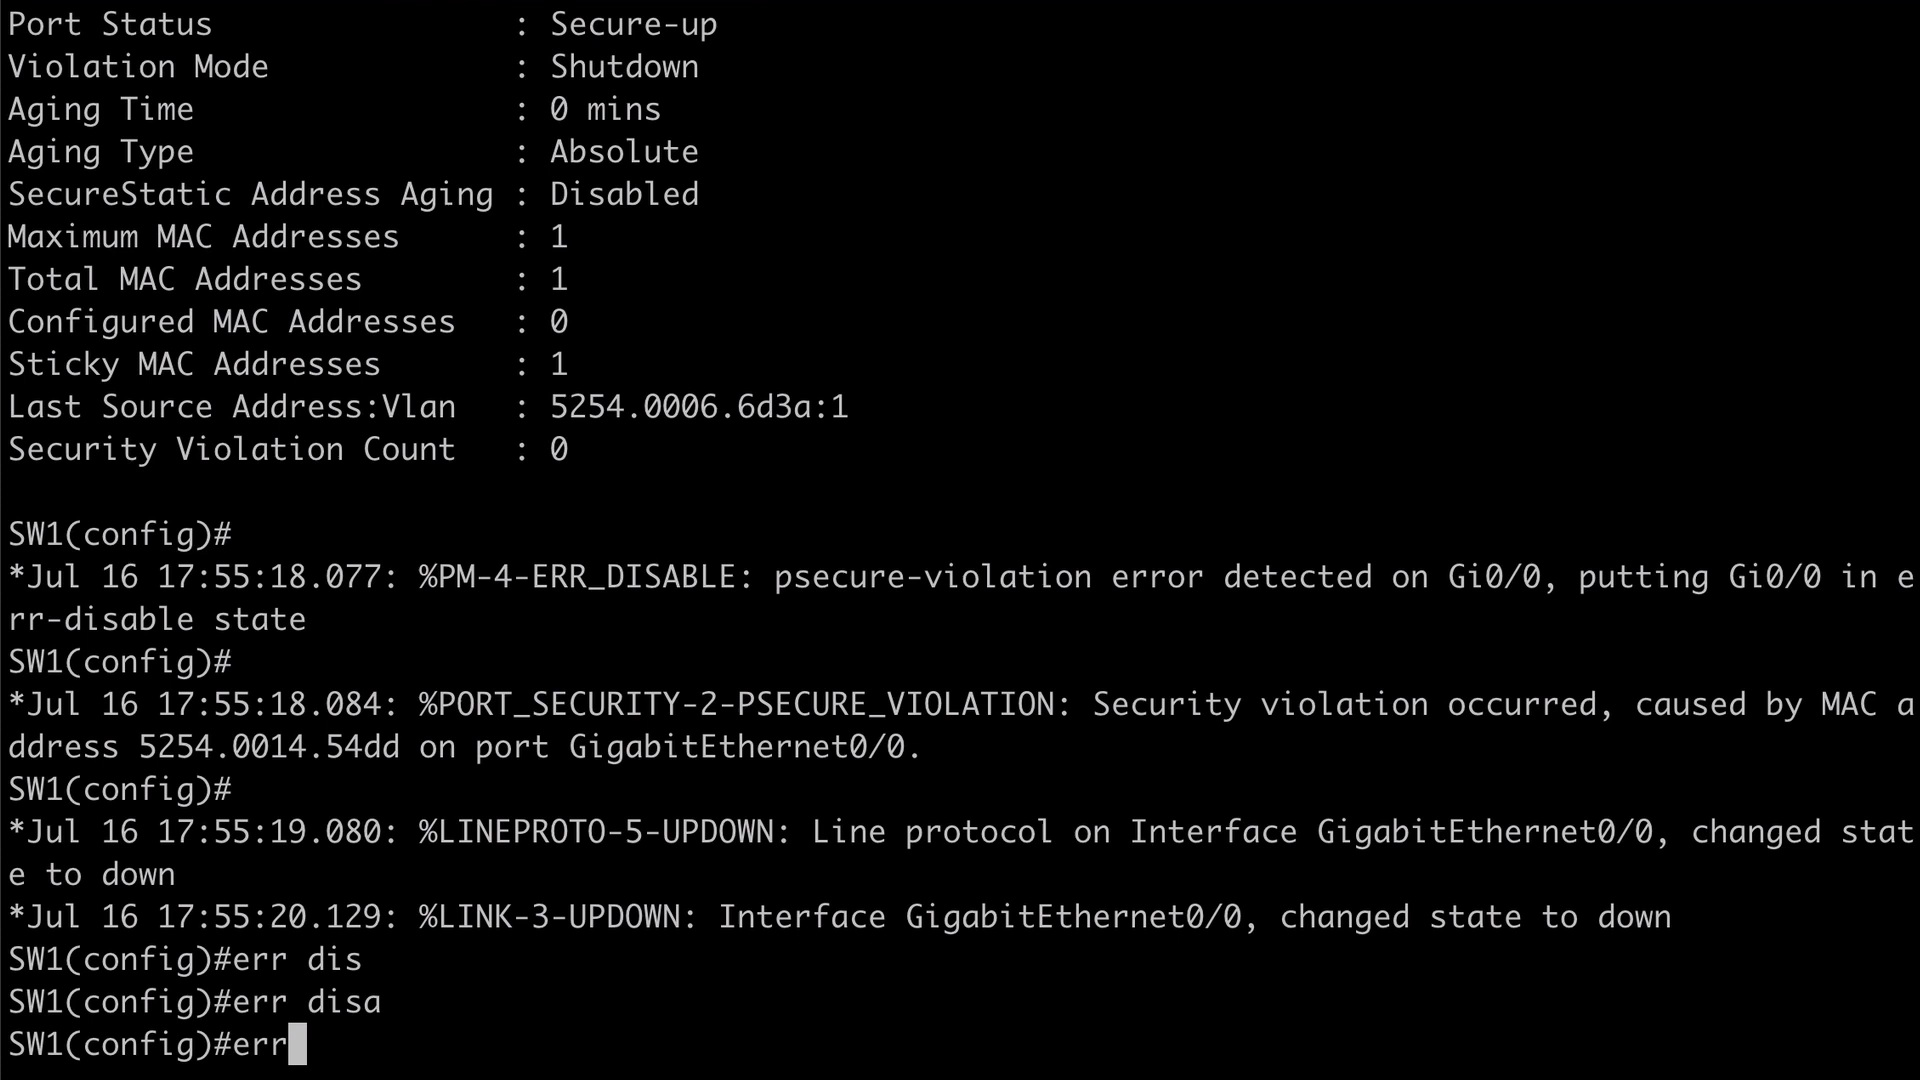 Port Status                : Secure-up
Violation Mode             : Shutdown
Aging Time                 : 0 mins
Aging Type                 : Absolute
SecureStatic Address Aging : Disabled
Maximum MAC Addresses      : 1
Total MAC Addresses        : 1
Configured MAC Addresses   : 0
Sticky MAC Addresses       : 1
Last Source Address:Vlan   : 5254.0006.6d3a:1
Security Violation Count   : 0
SW1(config)#
*Jul 16 17:55:18.077: %PM-4-ERR_DISABLE: psecure-violation error detected on Gi0/0, putting Gi0/0 in e
rr-disable state
SW1(config)#
*Jul 16 17:55:18.084: %PORT_SECURITY-2-PSECURE_VIOLATION: Security violation occurred, caused by MAC a
ddress 5254.0014.54dd on port GigabitEthernet0/0.
SW1(config)#
*Jul 16 17:55:19.080: %LINEPROTO-5-UPDOWN: Line protocol on Interface GigabitEthernet0/0, changed stat
e to down
*Jul 16 17:55:20.129: %LINK-3-UPDOWN: Interface GigabitEthernet0/0, changed state to down
SW1(config)#err dis
SW1(config)#err disa
SW1(config)#err